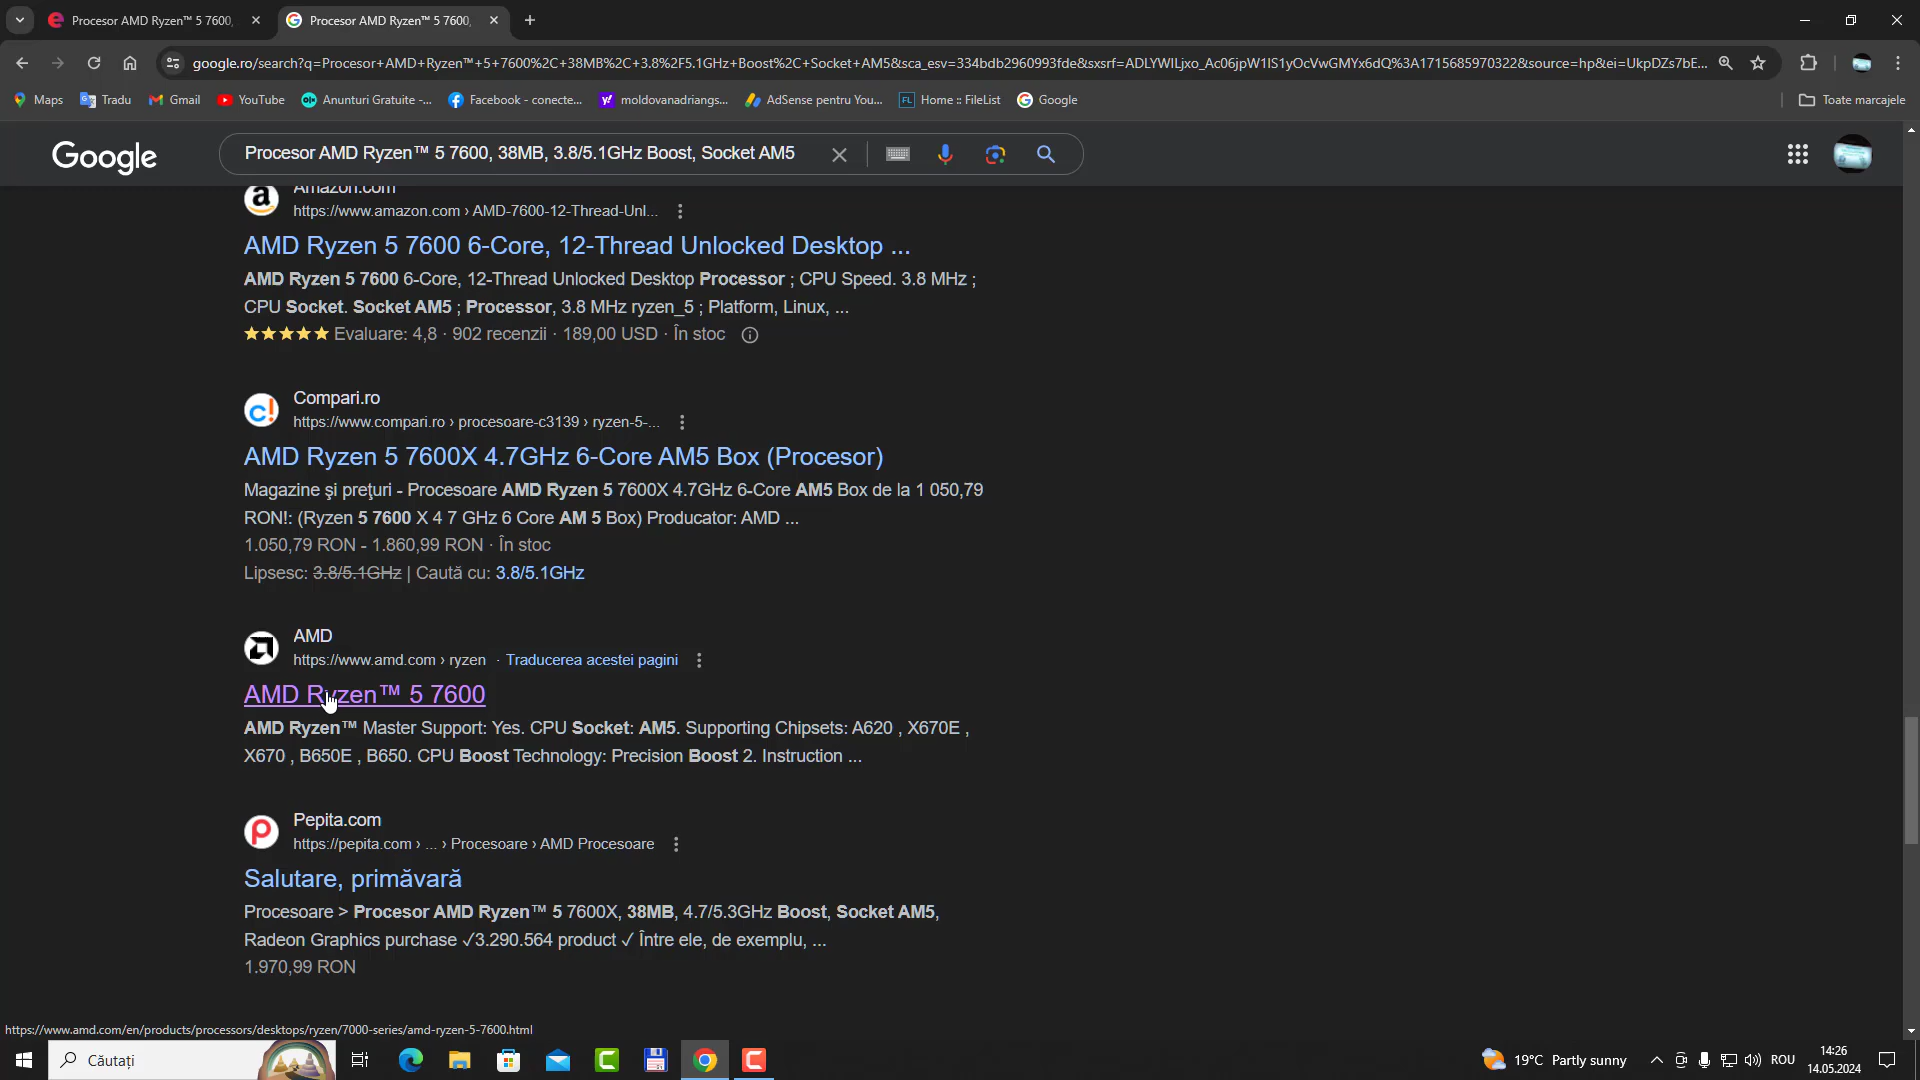 Procesor AMD Ryzen™ 5 7600,
Procesor AMD Ryzen™ 5 7600,
google.ro/search?q=Procesor+AMD+Ryzen™+5+7600%2C+38MB%2C+3.8%2F5.1GHz+Boost%2C+Socket+AM5&sca_esv=334bdb2960993fde&sxsrf=ADLYWILjxo_Ac06jpW1IS1yOcVwGMYx6dQ%3A1715685970322&source=hp&ei=UkpDZs7bE...
Maps Tradu Gmail YouTube Anunturi Gratuite -... Facebook - conecte... moldovanadriangs... AdSense pentru You... Home :: FileList Google Toate marcajele
Google Procesor AMD Ryzen™ 5 7600, 38MB, 3.8/5.1GHz Boost, Socket AM5
Amazon.com
https://www.amazon.com › AMD-7600-12-Thread-Unl...
AMD Ryzen 5 7600 6-Core, 12-Thread Unlocked Desktop ...
AMD Ryzen 5 7600 6-Core, 12-Thread Unlocked Desktop Processor ; CPU Speed. 3.8 MHz ;
CPU Socket. Socket AM5 ; Processor, 3.8 MHz ryzen_5 ; Platform, Linux, ...
Evaluare: 4,8 · 902 recenzii · 189,00 USD · În stoc
Compari.ro
https://www.compari.ro › procesoare-c3139 › ryzen-5-...
AMD Ryzen 5 7600X 4.7GHz 6-Core AM5 Box (Procesor)
Magazine şi preţuri - Procesoare AMD Ryzen 5 7600X 4.7GHz 6-Core AM5 Box de la 1 050,79
RON!: (Ryzen 5 7600 X 4 7 GHz 6 Core AM 5 Box) Producator: AMD ...
1.050,79 RON - 1.860,99 RON · În stoc
Lipsesc: 3.8/5.1GHz | Caută cu: 3.8/5.1GHz
AMD
https://www.amd.com › ryzen · Traducerea acestei pagini
AMD Ryzen™ 5 7600
AMD Ryzen™ Master Support: Yes. CPU Socket: AM5. Supporting Chipsets: A620 , X670E ,
X670 , B650E , B650. CPU Boost Technology: Precision Boost 2. Instruction ...
Pepita.com
https://pepita.com › ... › Procesoare › AMD Procesoare
Salutare, primăvară
Procesoare > Procesor AMD Ryzen™ 5 7600X, 38MB, 4.7/5.3GHz Boost, Socket AM5,
Radeon Graphics purchase ✓3.290.564 product ✓ Între ele, de exemplu, ...
1.970,99 RON
https://www.amd.com/en/products/processors/desktops/ryzen/7000-series/amd-ryzen-5-7600.html
Căutați
19°C Partly sunny
ROU
14:26
14.05.2024